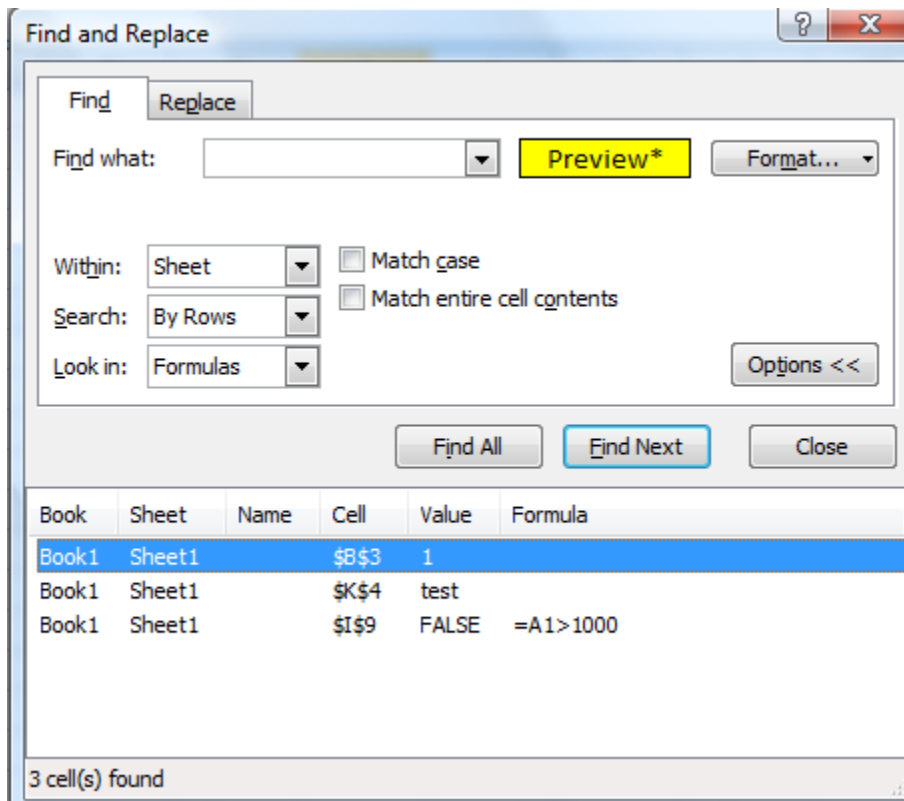 Find and Replace
Find Replace
Find what: Preview* Format...
Within: Sheet Match case
Match entire cell contents
Search: By Rows
Look in: Formulas Options <<
Find All Find Next Close
Book Sheet Name Cell Value Formula
Book1 Sheet1 $B$3 1
Book1 Sheet1 $K$4 test
Book1 Sheet1 $I$9 FALSE =A1>1000
3 cell(s) found